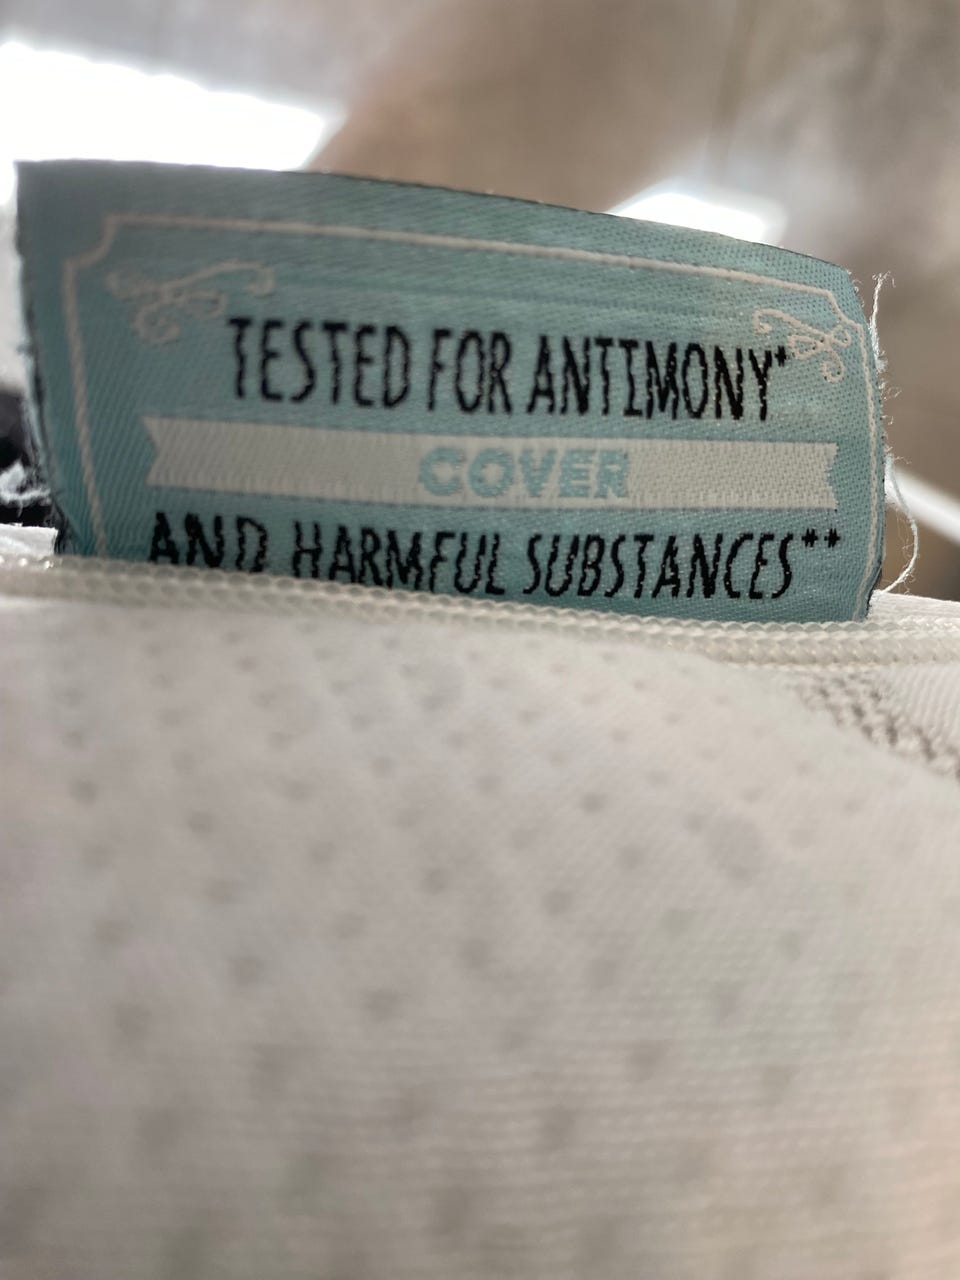 TESTED FOR ANTIMONY*
COVER
AND HARMFUL SUBSTANCES**